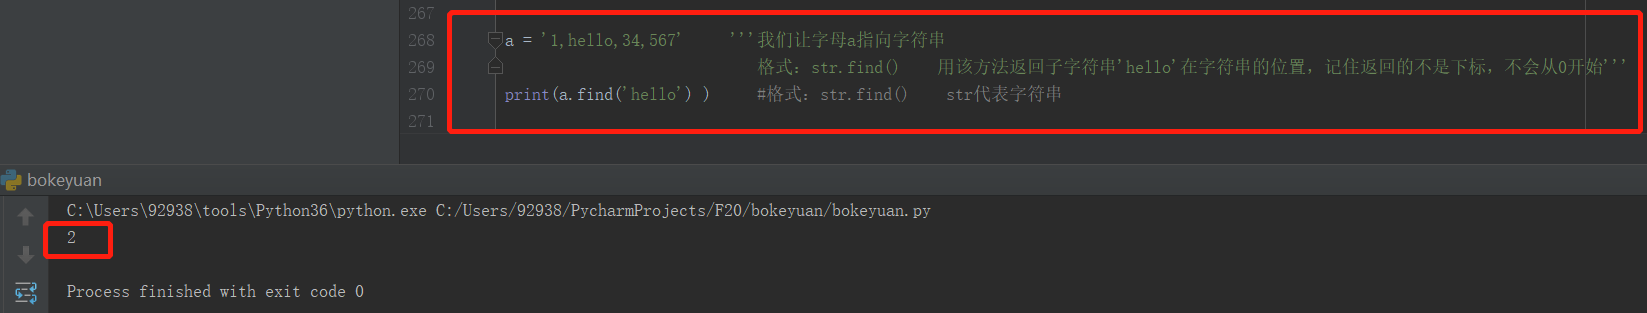 267
268 a = '1,hello,34,567' '''我们让字母a指向字符串
269 格式：str.find() 用该方法返回子字符串'hello'在字符串的位置，记住返回的不是下标，不会从0开始'''
270 print(a.find('hello') ) #格式：str.find() str代表字符串
271
bokeyuan
C:\Users\92938\tools\Python36\python.exe C:/Users/92938/PycharmProjects/F20/bokeyuan/bokeyuan.py
2
Process finished with exit code 0